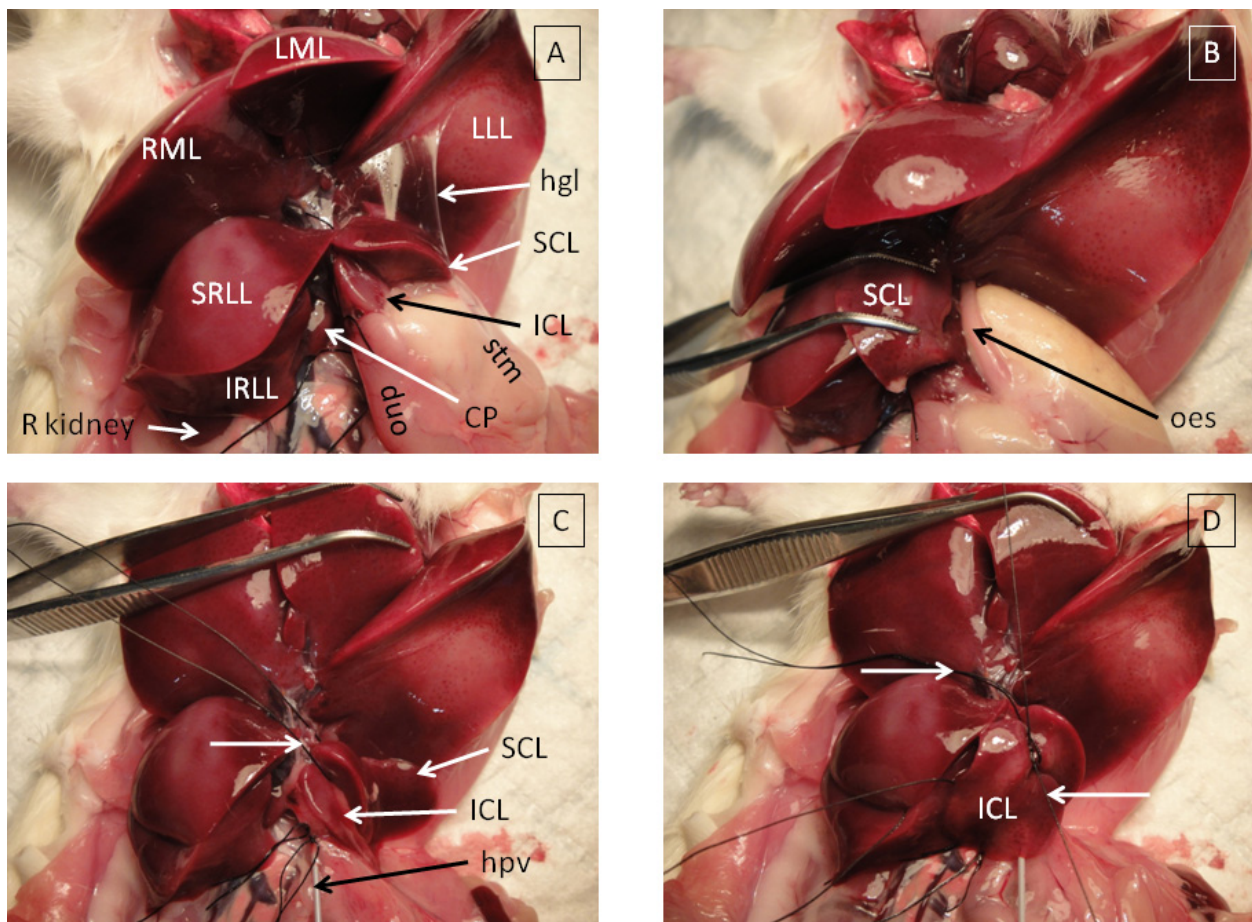 A
LML
RML
LLL
hgl
SCL
SRLL
ICL
stm
IRLL
duo
CP
R kidney
B
SCL
oes
C
SCL
ICL
hpv
D
ICL